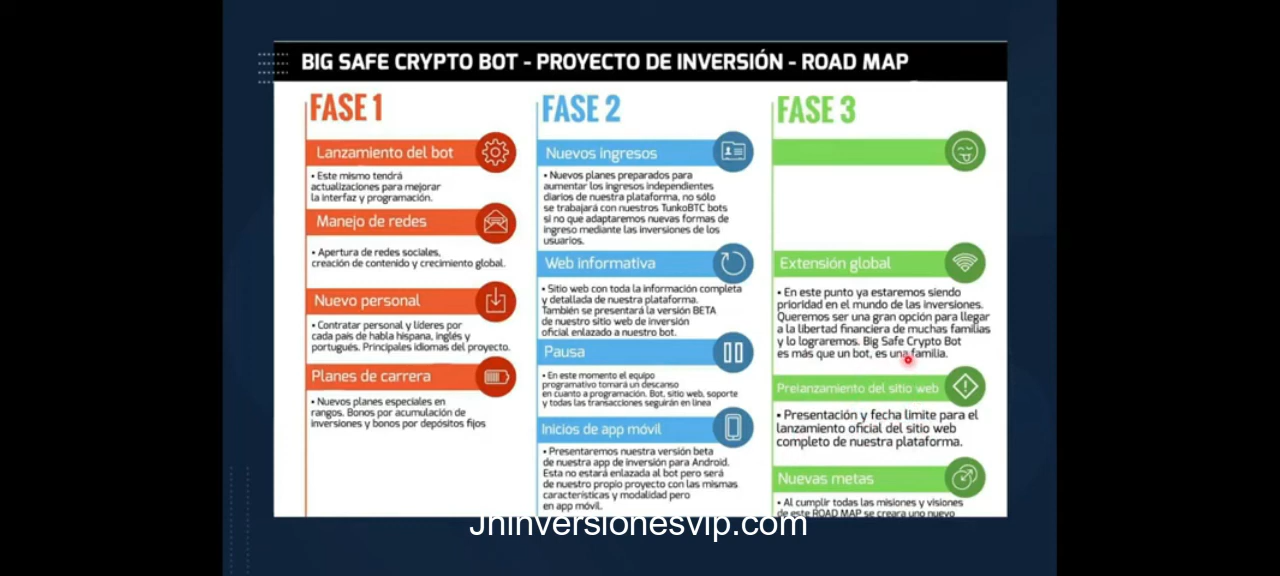 BIG SAFE CRYPTO BOT - PROYECTO DE INVERSIÓN - ROAD MAP
FASE 1
Lanzamiento del bot
• Este mismo tendrá
actualizaciones para mejorar
la interfaz y programación.
Manejo de redes
• Apertura de redes sociales,
creación de contenido y crecimiento global.
Nuevo personal
• Contratar personal y líderes por
cada país de habla hispana, inglés y
portugués. Principales idiomas del proyecto.
Planes de carrera
• Nuevos planes especiales en
rangos. Bonos por acumulación de
inversiones y bonos por depósitos fijos
FASE 2
Nuevos ingresos
• Nuevos planes preparados para
aumentar los ingresos independientes
diarios de nuestra plataforma, no sólo
se trabajará con nuestros TunkoBTC bots
si no que adaptaremos nuevas formas de
ingreso mediante las inversiones de los
usuarios.
Web informativa
• Sitio web con toda la información completa
y detallada de nuestra plataforma.
También se presentará la versión BETA
de nuestro sitio web de inversión
oficial enlazado a nuestro bot.
Pausa
• En este momento el equipo
programativo tomará un descanso
en cuanto a programación. Bot, sitio web, soporte
y todas las transacciones seguirán en linea
Inicios de app móvil
• Presentaremos nuestra versión beta
de nuestra app de inversión para Android.
Esta no estará enlazada al bot pero será
de nuestro propio proyecto con las mismas
características y modalidad pero
en app móvil.
FASE 3
Extensión global
• En este punto ya estaremos siendo
prioridad en el mundo de las inversiones.
Queremos ser una gran opción para llegar
a la libertad financiera de muchas familias
y lo lograremos. Big Safe Crypto Bot
es más que un bot, es una familia.
Prelanzamiento del sitio web
• Presentación y fecha limite para el
lanzamiento oficial del sitio web
completo de nuestra plataforma.
Nuevas metas
• Al cumplir todas las misiones y visiones
de este ROAD MAP se creara uno nuevo
Jhinversionesvip.com